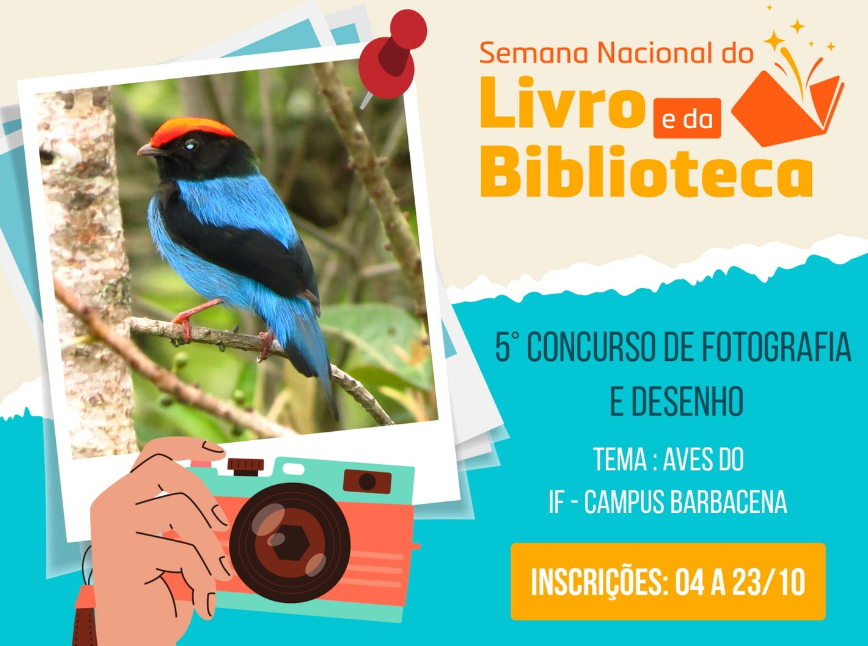 Semana Nacional do
Livro e da
Biblioteca
5° CONCURSO DE FOTOGRAFIA
E DESENHO
TEMA : AVES DO
IF - CAMPUS BARBACENA
INSCRIÇÕES: 04 A 23/10